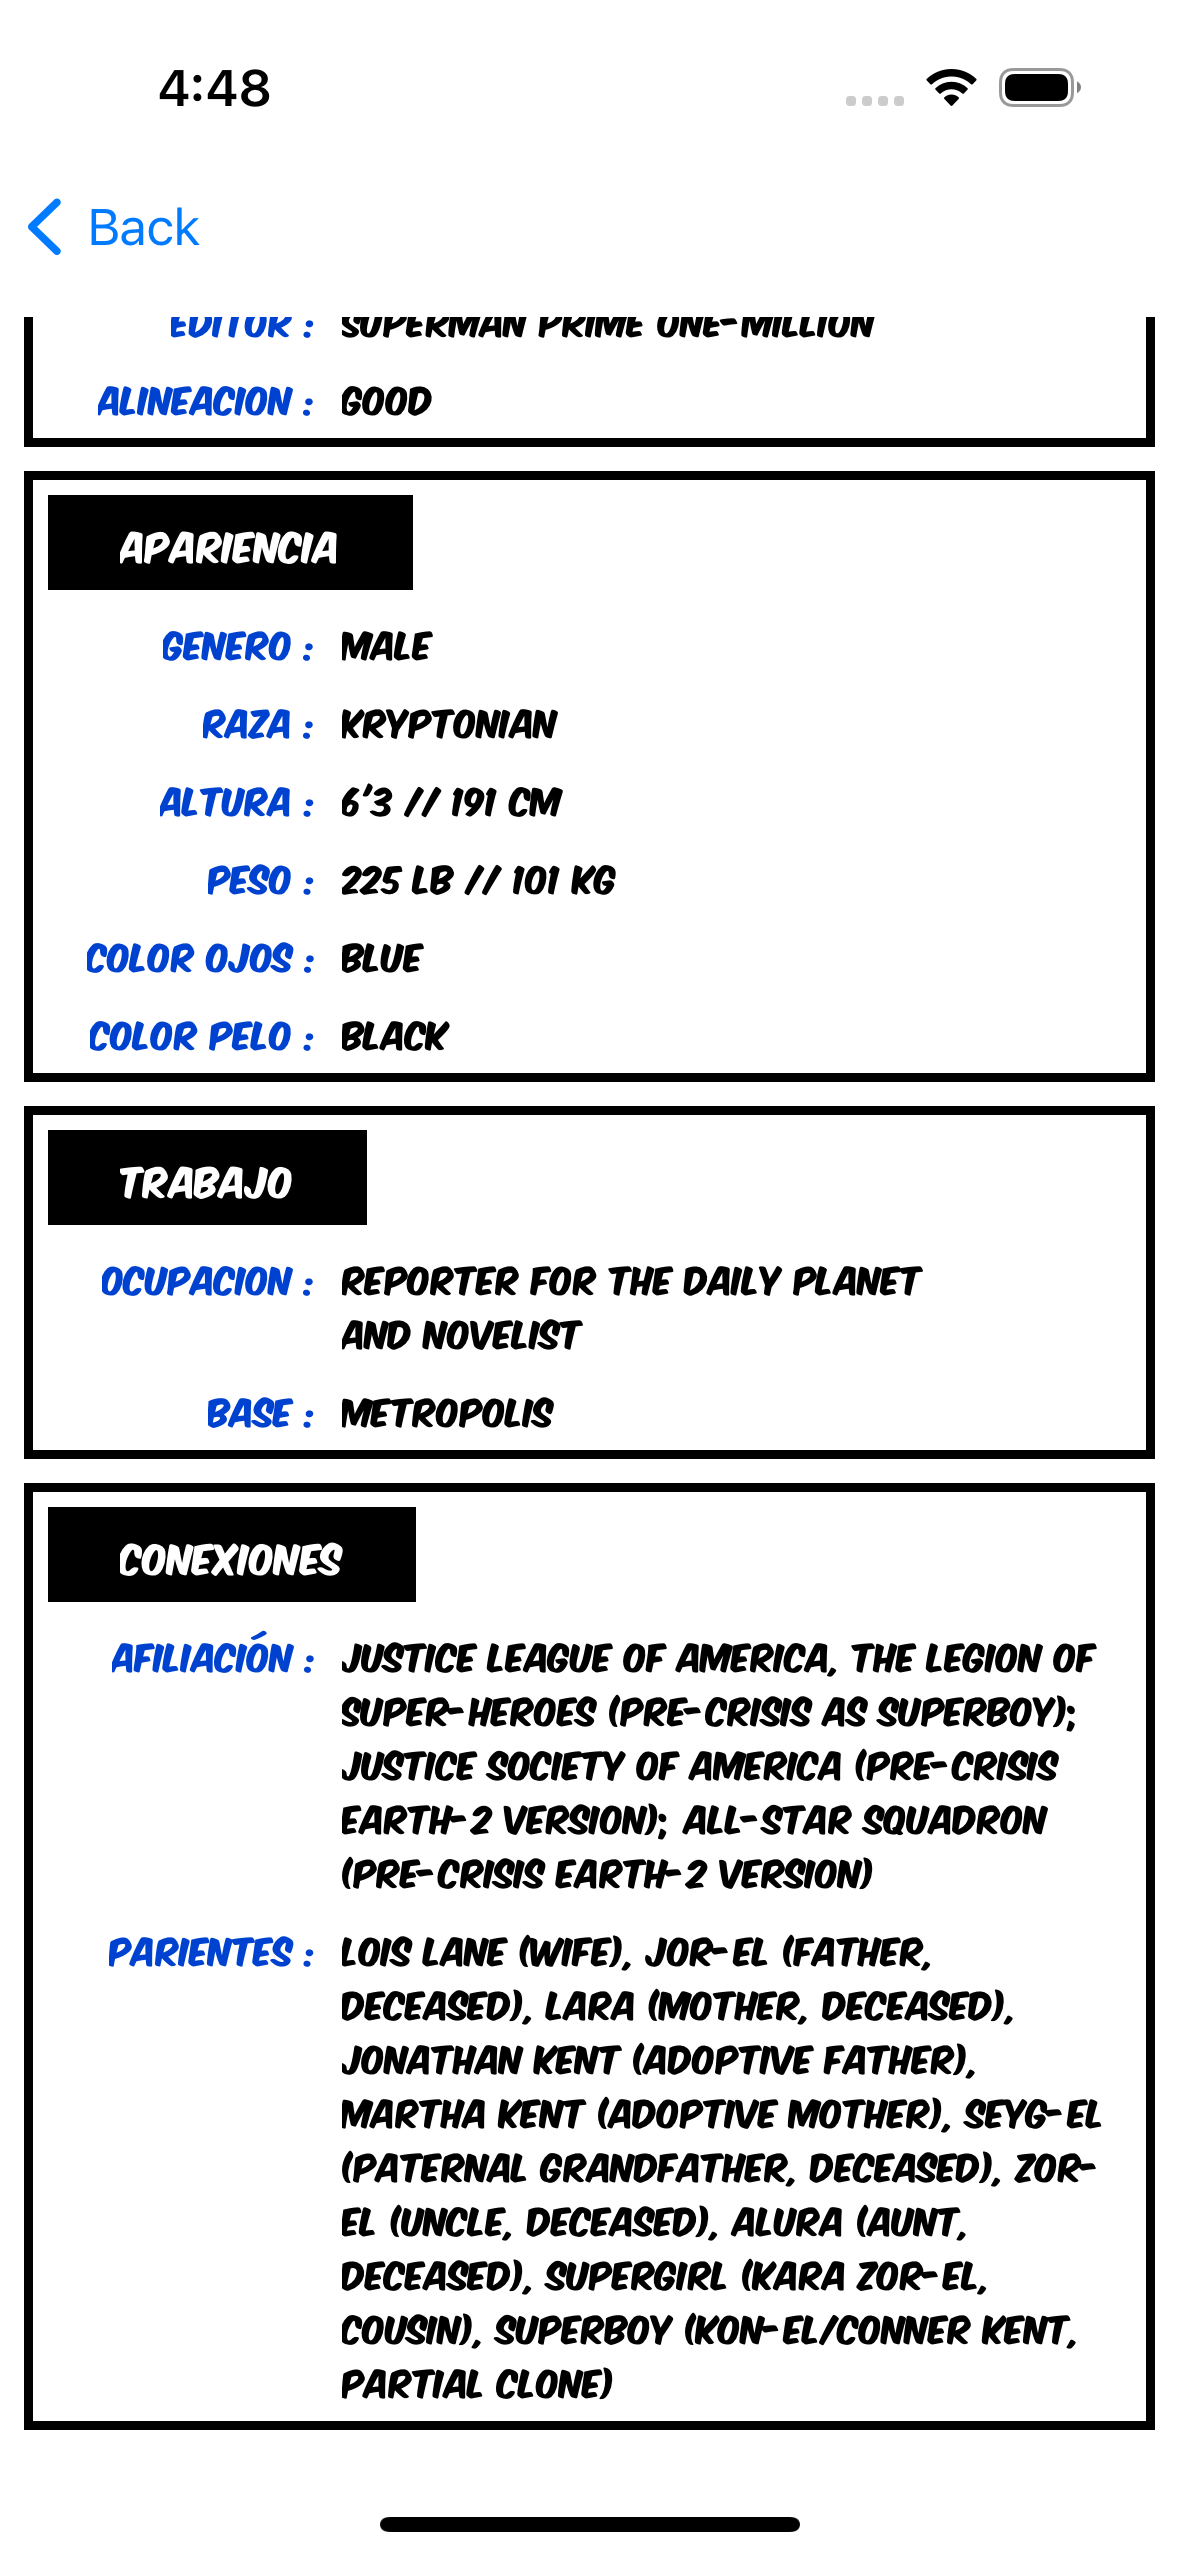 4:48
Back
EDITOR : SUPERMAN PRIME ONE-MILLION
ALINEACION : GOOD
APARIENCIA
GENERO : MALE
RAZA : KRYPTONIAN
ALTURA : 6'3 // 191 CM
PESO : 225 LB // 101 KG
COLOR OJOS : BLUE
COLOR PELO : BLACK
TRABAJO
OCUPACION : REPORTER FOR THE DAILY PLANET
AND NOVELIST
BASE : METROPOLIS
CONEXIONES
AFILIACIÓN : JUSTICE LEAGUE OF AMERICA, THE LEGION OF
SUPER-HEROES (PRE-CRISIS AS SUPERBOY);
JUSTICE SOCIETY OF AMERICA (PRE-CRISIS
EARTH-2 VERSION); ALL-STAR SQUADRON
(PRE-CRISIS EARTH-2 VERSION)
PARIENTES : LOIS LANE (WIFE), JOR-EL (FATHER,
DECEASED), LARA (MOTHER, DECEASED),
JONATHAN KENT (ADOPTIVE FATHER),
MARTHA KENT (ADOPTIVE MOTHER), SEYG-EL
(PATERNAL GRANDFATHER, DECEASED), ZOR-
EL (UNCLE, DECEASED), ALURA (AUNT,
DECEASED), SUPERGIRL (KARA ZOR-EL,
COUSIN), SUPERBOY (KON-EL/CONNER KENT,
PARTIAL CLONE)